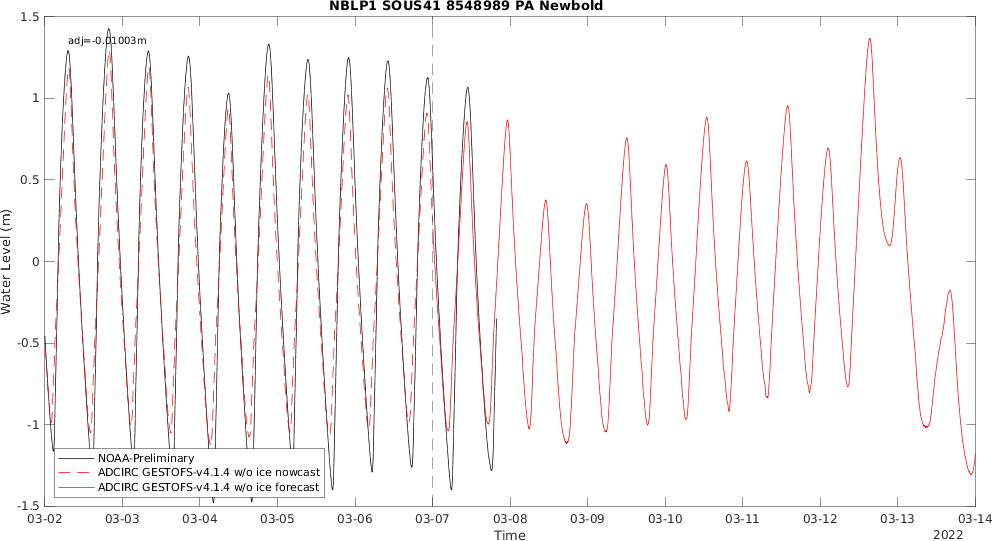 NBLP1 SOUS41 8548989 PA Newbold
adj=-0.01003m
1.5
1
0.5
0
-0.5
-1
-1.5
Water Level (m)
NOAA-Preliminary
ADCIRC GESTOFS-v4.1.4 w/o ice nowcast
ADCIRC GESTOFS-v4.1.4 w/o ice forecast
03-02 03-03 03-04 03-05 03-06 03-07 03-08 03-09 03-10 03-11 03-12 03-13 03-14
Time
2022